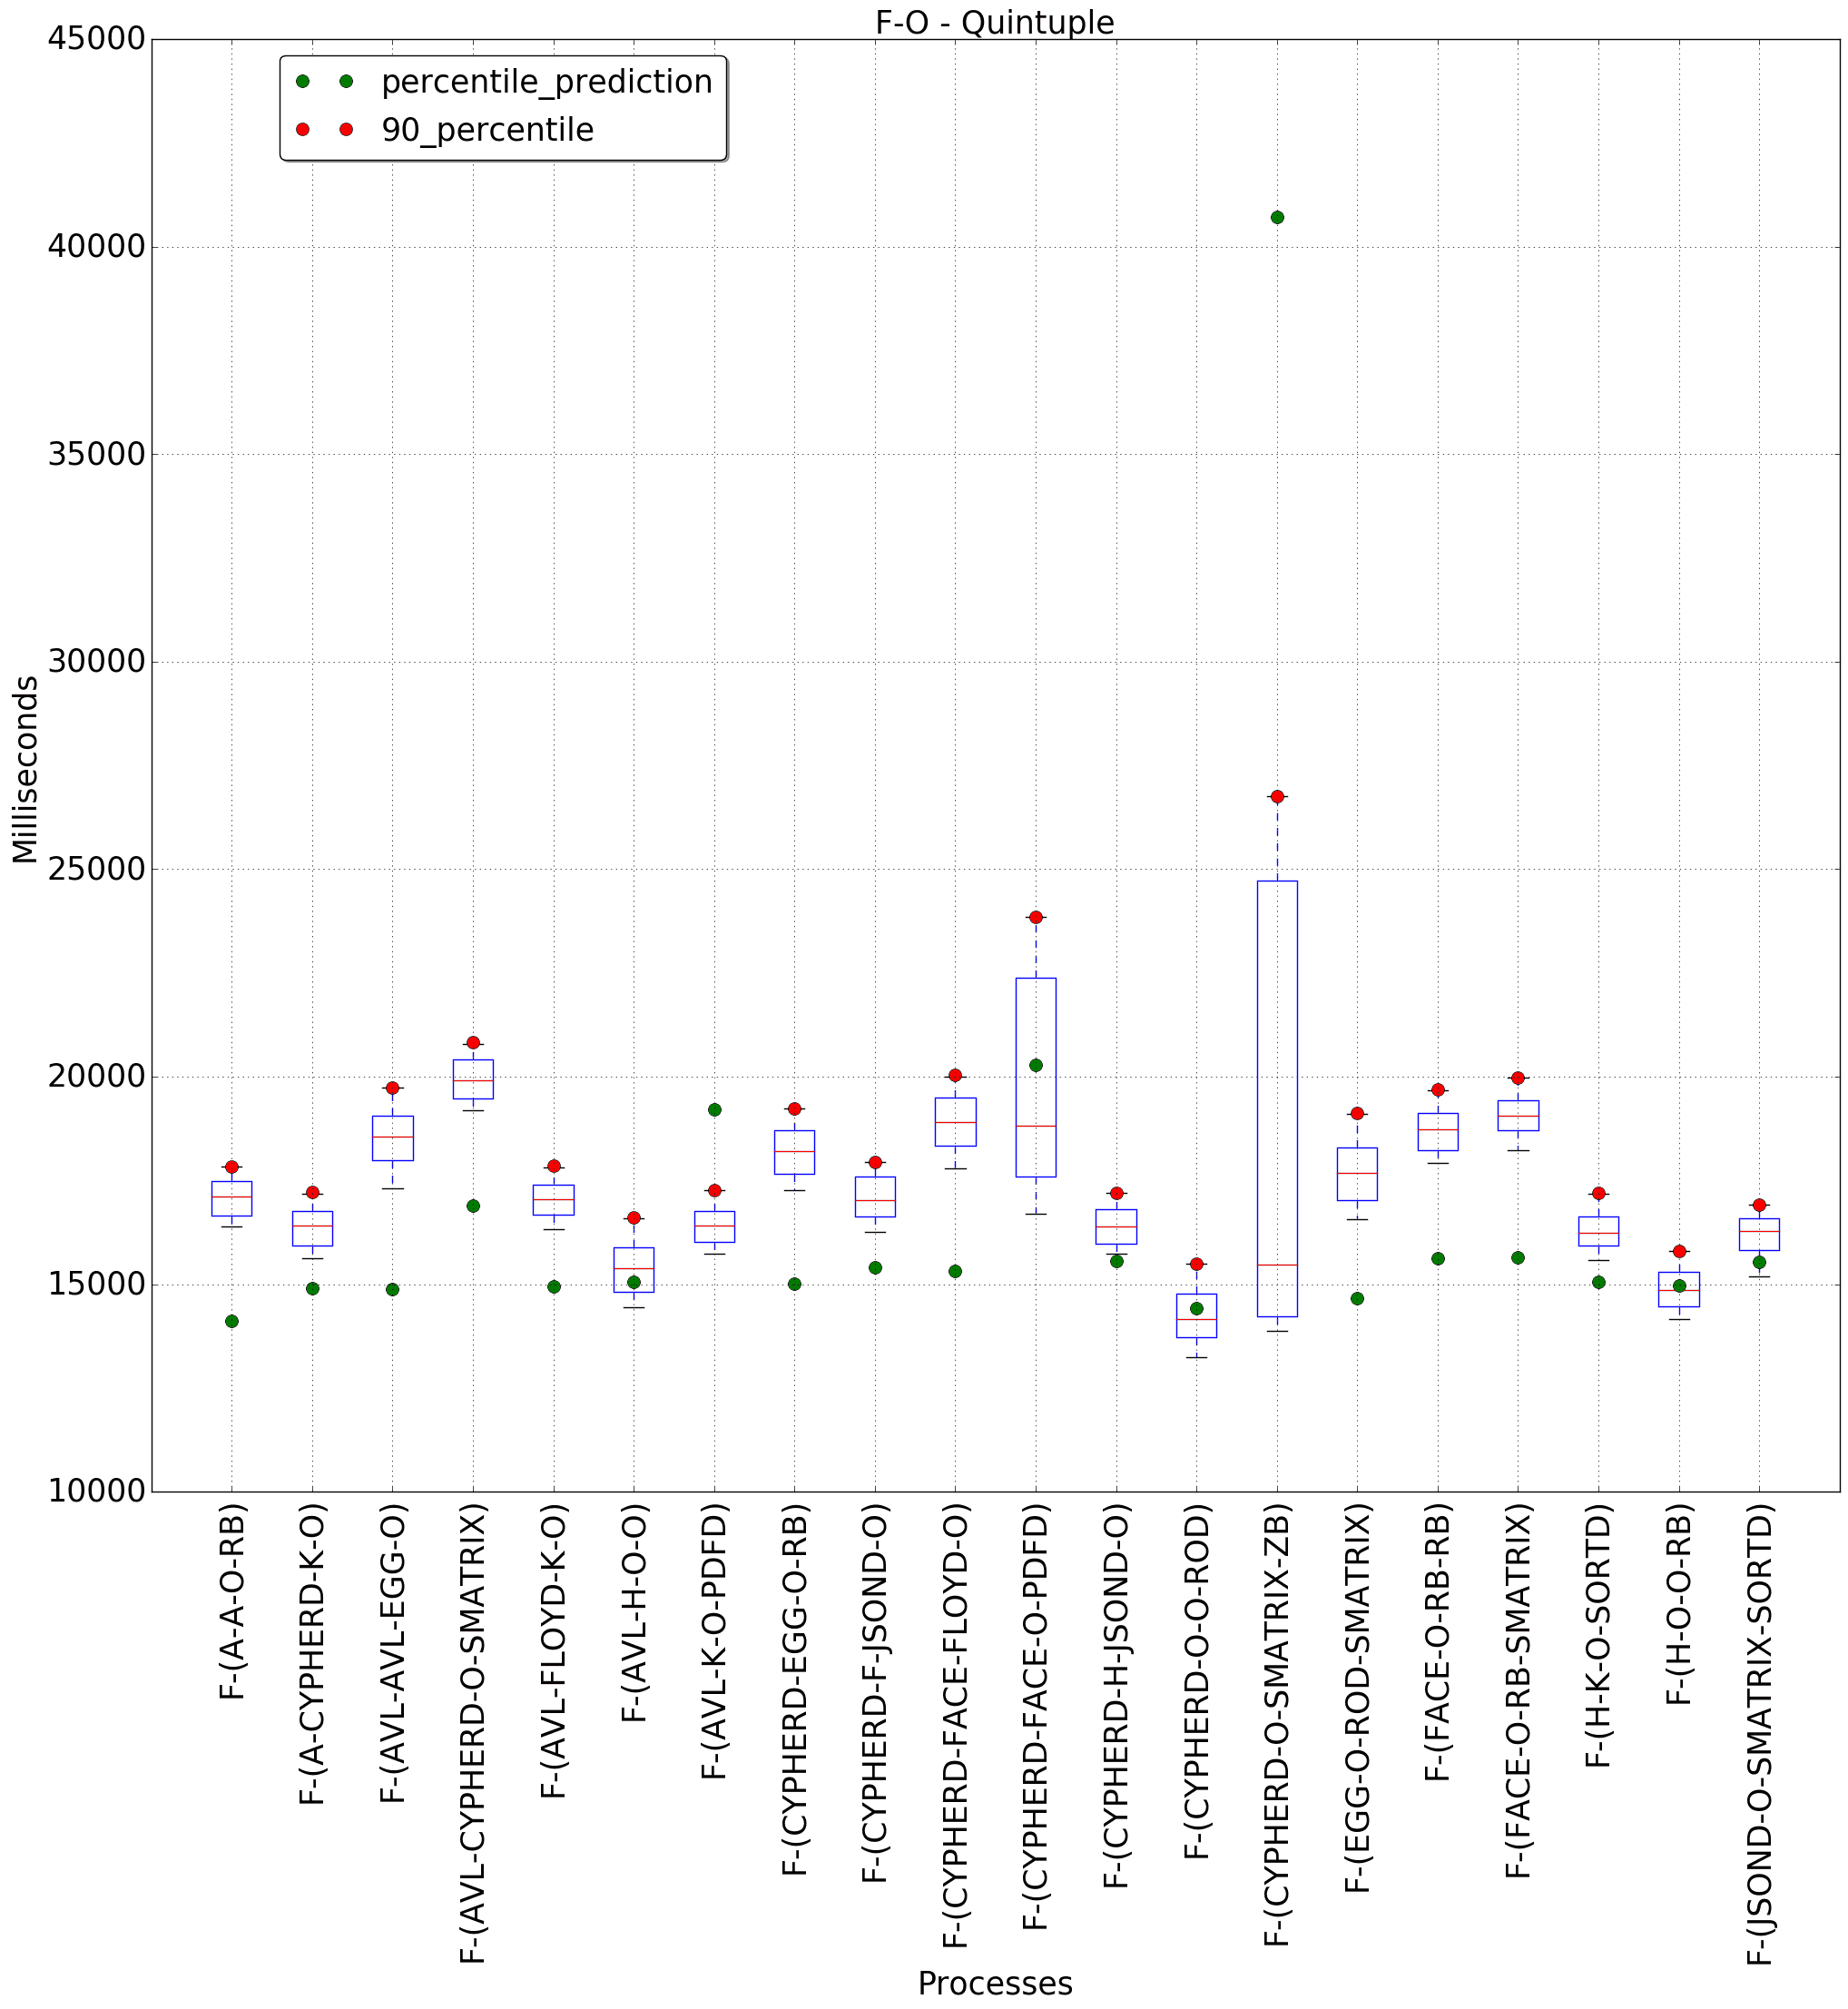 F-O - Quintuple
percentile_prediction
90_percentile
45000
40000
35000
30000
25000
20000
15000
10000
Milliseconds
F-(A-A-O-RB)
F-(A-CYPHERD-K-O)
F-(AVL-AVL-EGG-O)
F-(AVL-CYPHERD-O-SMATRIX)
F-(AVL-FLOYD-K-O)
F-(AVL-H-O-O)
F-(AVL-K-O-PDFD)
F-(CYPHERD-EGG-O-RB)
F-(CYPHERD-F-JSOND-O)
F-(CYPHERD-FACE-FLOYD-O)
F-(CYPHERD-FACE-O-PDFD)
F-(CYPHERD-H-JSOND-O)
F-(CYPHERD-O-O-ROD)
F-(CYPHERD-O-SMATRIX-ZB)
F-(EGG-O-ROD-SMATRIX)
F-(FACE-O-RB-RB)
F-(FACE-O-RB-SMATRIX)
F-(H-K-O-SORTD)
F-(H-O-O-RB)
F-(JSOND-O-SMATRIX-SORTD)
Processes